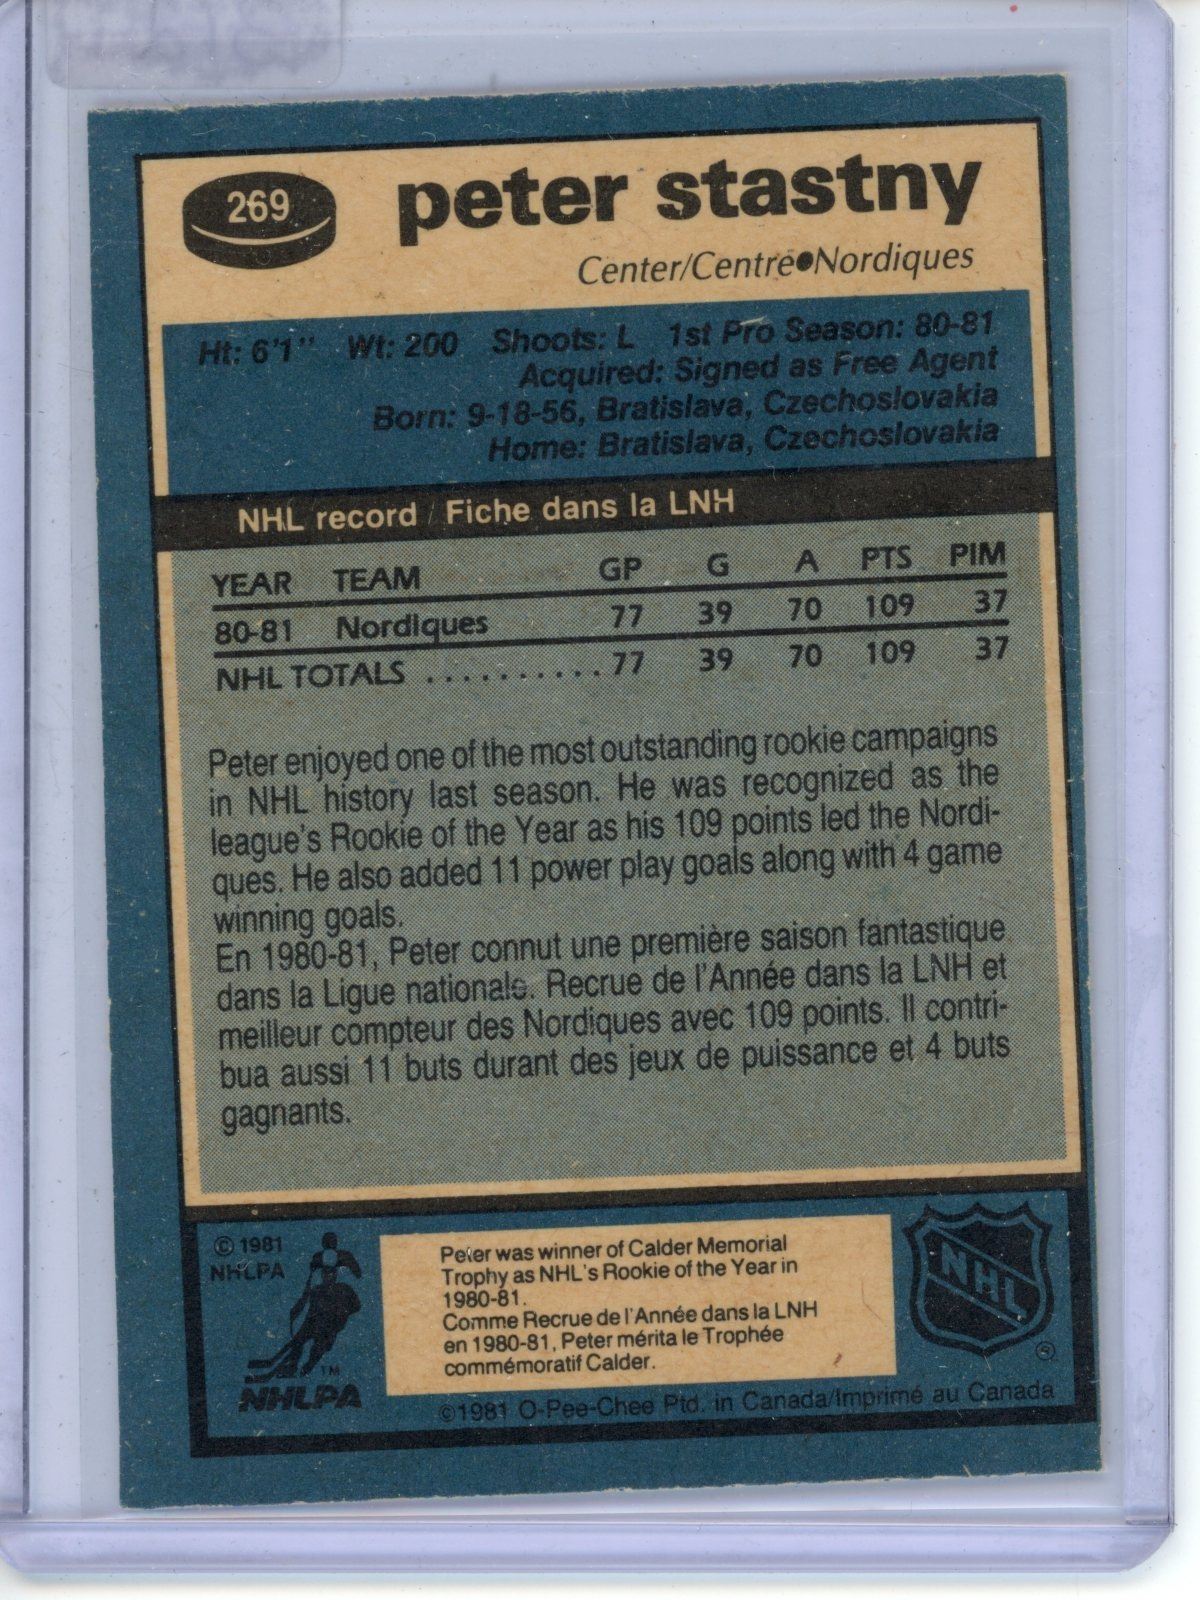 269
peter stastny
Center/Centre●Nordiques
Ht: 6'1" Wt: 200 Shoots: L 1st Pro Season: 80-81
Acquired: Signed as Free Agent
Born: 9-18-56, Bratislava, Czechoslovakia
Home: Bratislava, Czechoslovakia
NHL record / Fiche dans la LNH
YEAR TEAM GP G A PTS PIM
80-81 Nordiques 77 39 70 109 37
NHL TOTALS .......... 77 39 70 109 37
Peter enjoyed one of the most outstanding rookie campaigns
in NHL history last season. He was recognized as the
league's Rookie of the Year as his 109 points led the Nordi-
ques. He also added 11 power play goals along with 4 game
winning goals.
En 1980-81, Peter connut une première saison fantastique
dans la Ligue nationale. Recrue de l'Année dans la LNH et
meilleur compteur des Nordiques avec 109 points. Il contri-
bua aussi 11 buts durant des jeux de puissance et 4 buts
gagnants.
© 1981
NHLPA
TM
NHLPA
Peter was winner of Calder Memorial
Trophy as NHL's Rookie of the Year in
1980-81.
Comme Recrue de l'Année dans la LNH
en 1980-81, Peter mérita le Trophée
commémoratif Calder.
NHL
®
©1981 O-Pee-Chee Ptd. in Canada/Imprimé au Canada